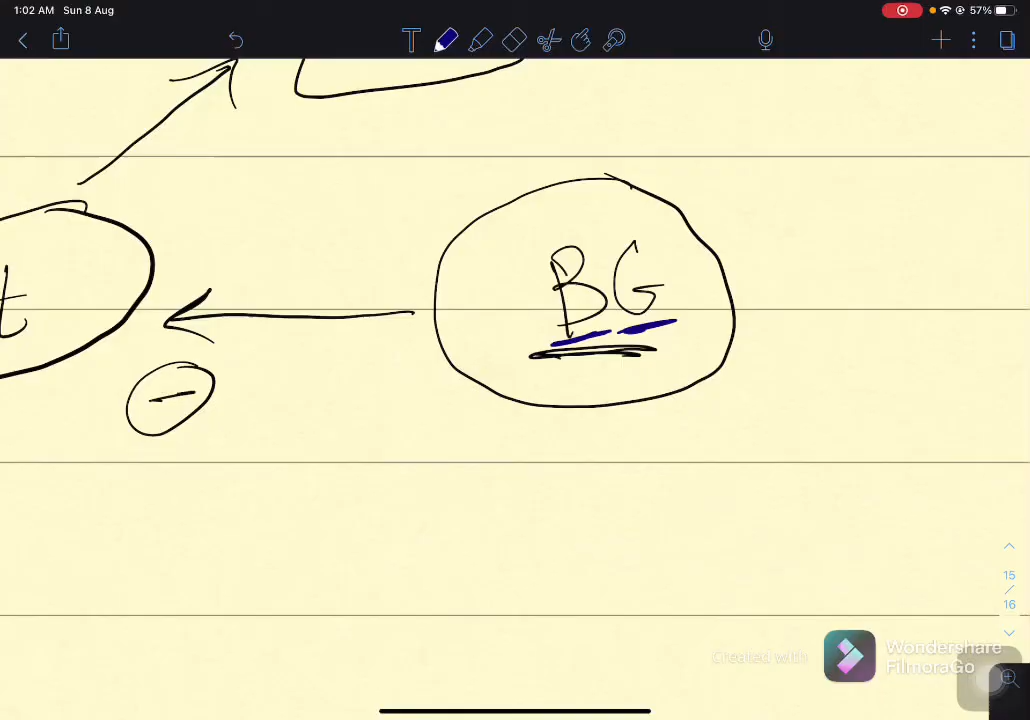 1:02 AM Sun 8 Aug
57%
T
BG
t
−
15
/
16
Created with
Wondershare
FilmoraGo